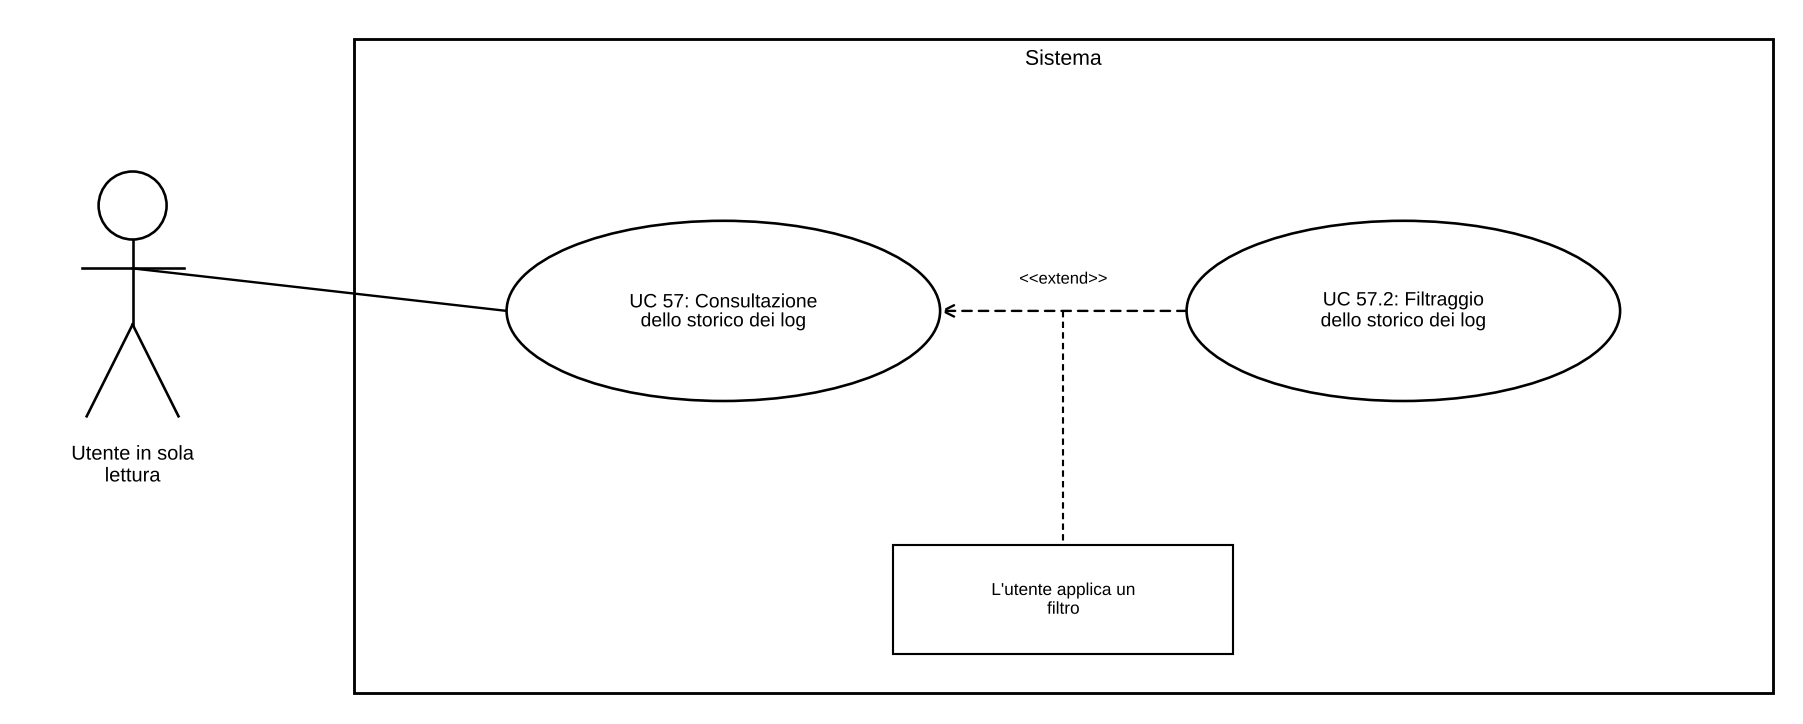 Sistema
Utente in sola
lettura
UC 57: Consultazione
dello storico dei log
<<extend>>
UC 57.2: Filtraggio
dello storico dei log
L'utente applica un
filtro